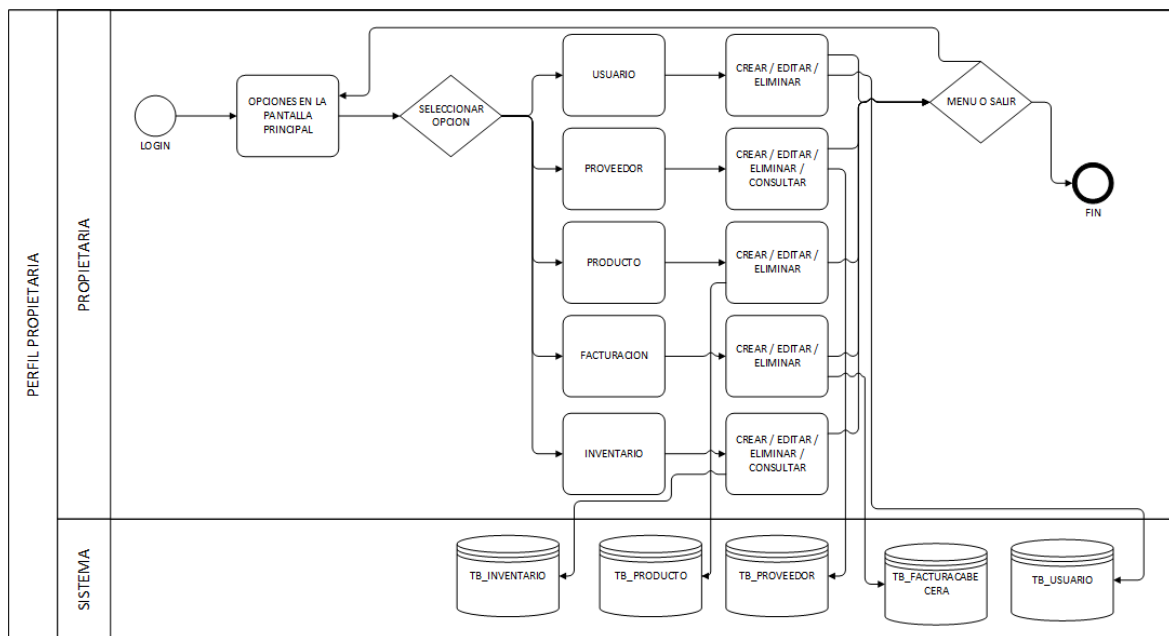 PERFIL PROPIETARIA
PROPIETARIA
LOGIN
OPCIONES EN LA
PANTALLA
PRINCIPAL
SELECCIONAR
OPCION
USUARIO
CREAR / EDITAR /
ELIMINAR
MENU O SALIR
PROVEEDOR
CREAR / EDITAR /
ELIMINAR /
CONSULTAR
FIN
PRODUCTO
CREAR / EDITAR /
ELIMINAR
FACTURACION
CREAR / EDITAR /
ELIMINAR
INVENTARIO
CREAR / EDITAR /
ELIMINAR /
CONSULTAR
SISTEMA
TB_INVENTARIO
TB_PRODUCTO
TB_PROVEEDOR
TB_FACTURACABE
CERA
TB_USUARIO